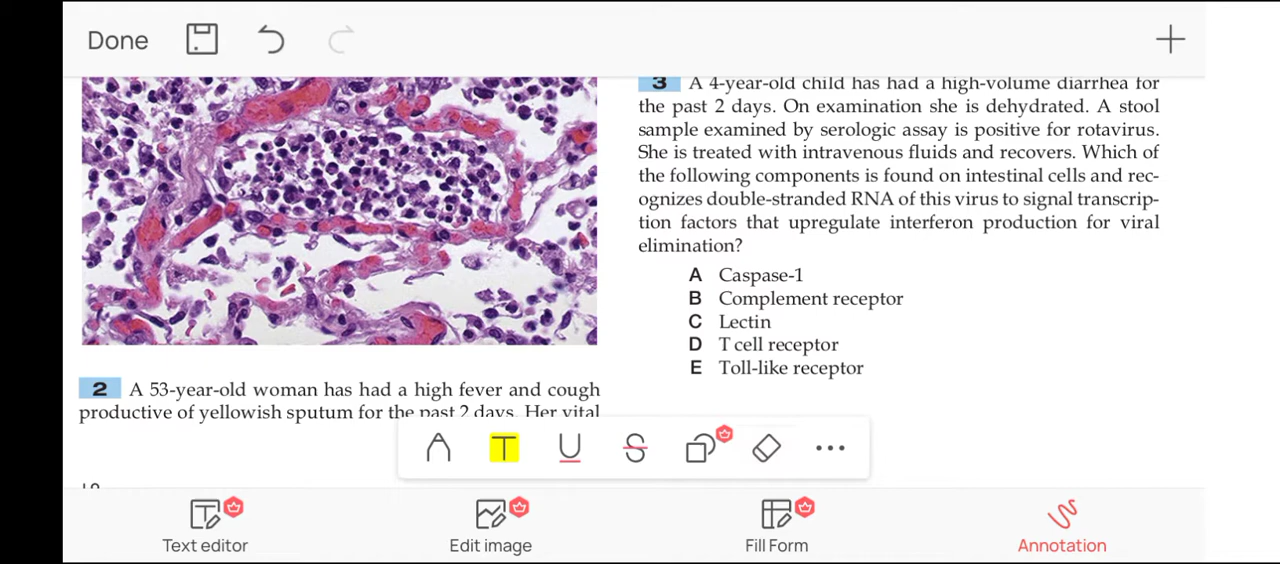 Done
3 A 4-year-old child has had a high-volume diarrhea for
the past 2 days. On examination she is dehydrated. A stool
sample examined by serologic assay is positive for rotavirus.
She is treated with intravenous fluids and recovers. Which of
the following components is found on intestinal cells and rec-
ognizes double-stranded RNA of this virus to signal transcrip-
tion factors that upregulate interferon production for viral
elimination?
A Caspase-1
B Complement receptor
C Lectin
D T cell receptor
E Toll-like receptor
2 A 53-year-old woman has had a high fever and cough
productive of yellowish sputum for the past 2 days. Her vital
T U S
Text editor
Edit image
Fill Form
Annotation